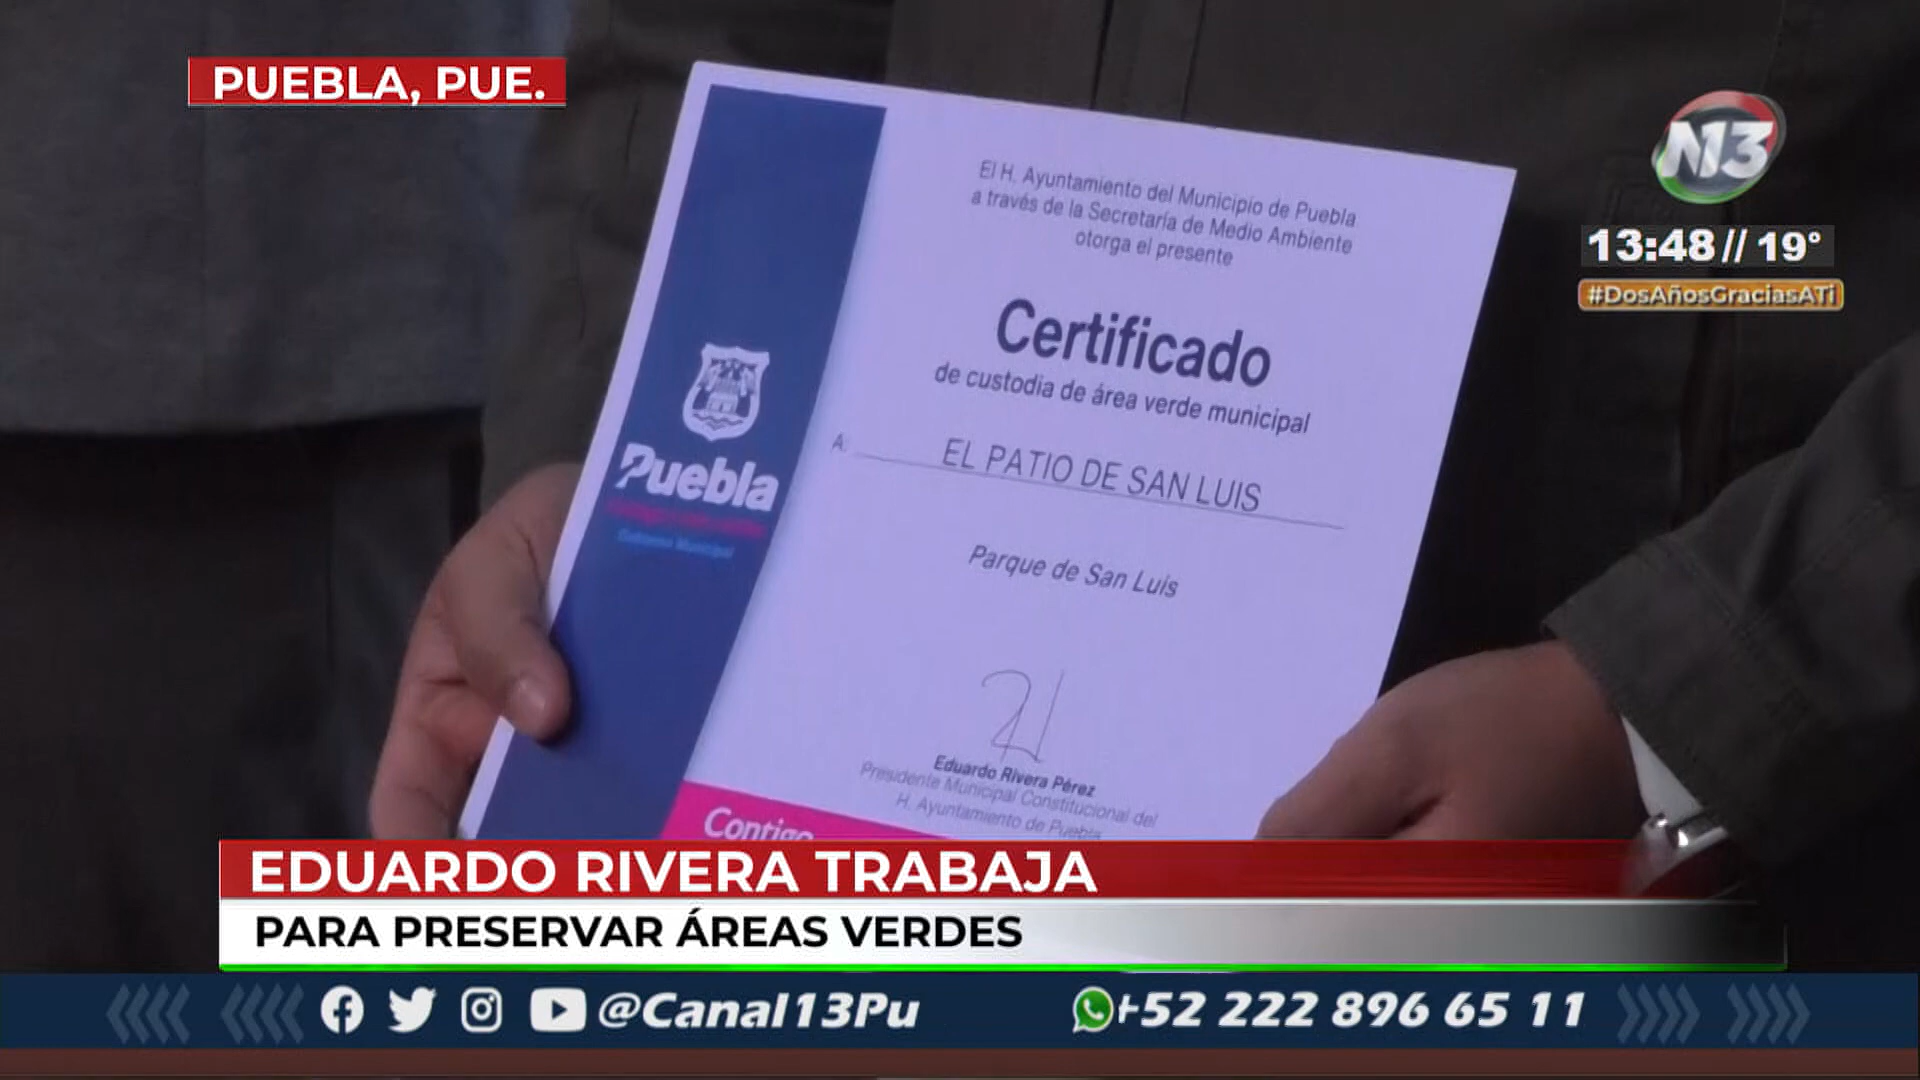 PUEBLA, PUE.
N13
13:48 // 19°
#DosAñosGraciasATi
El H. Ayuntamiento del Municipio de Puebla
a través de la Secretaría de Medio Ambiente
otorga el presente
Certificado
de custodia de área verde municipal
A: EL PATIO DE SAN LUIS
Parque de San Luis
Eduardo Rivera Pérez
Presidente Municipal Constitucional del
H. Ayuntamiento de Puebla
Puebla
Gobierno Municipal
Contigo
EDUARDO RIVERA TRABAJA
PARA PRESERVAR ÁREAS VERDES
@Canal13Pu
+52 222 896 65 11